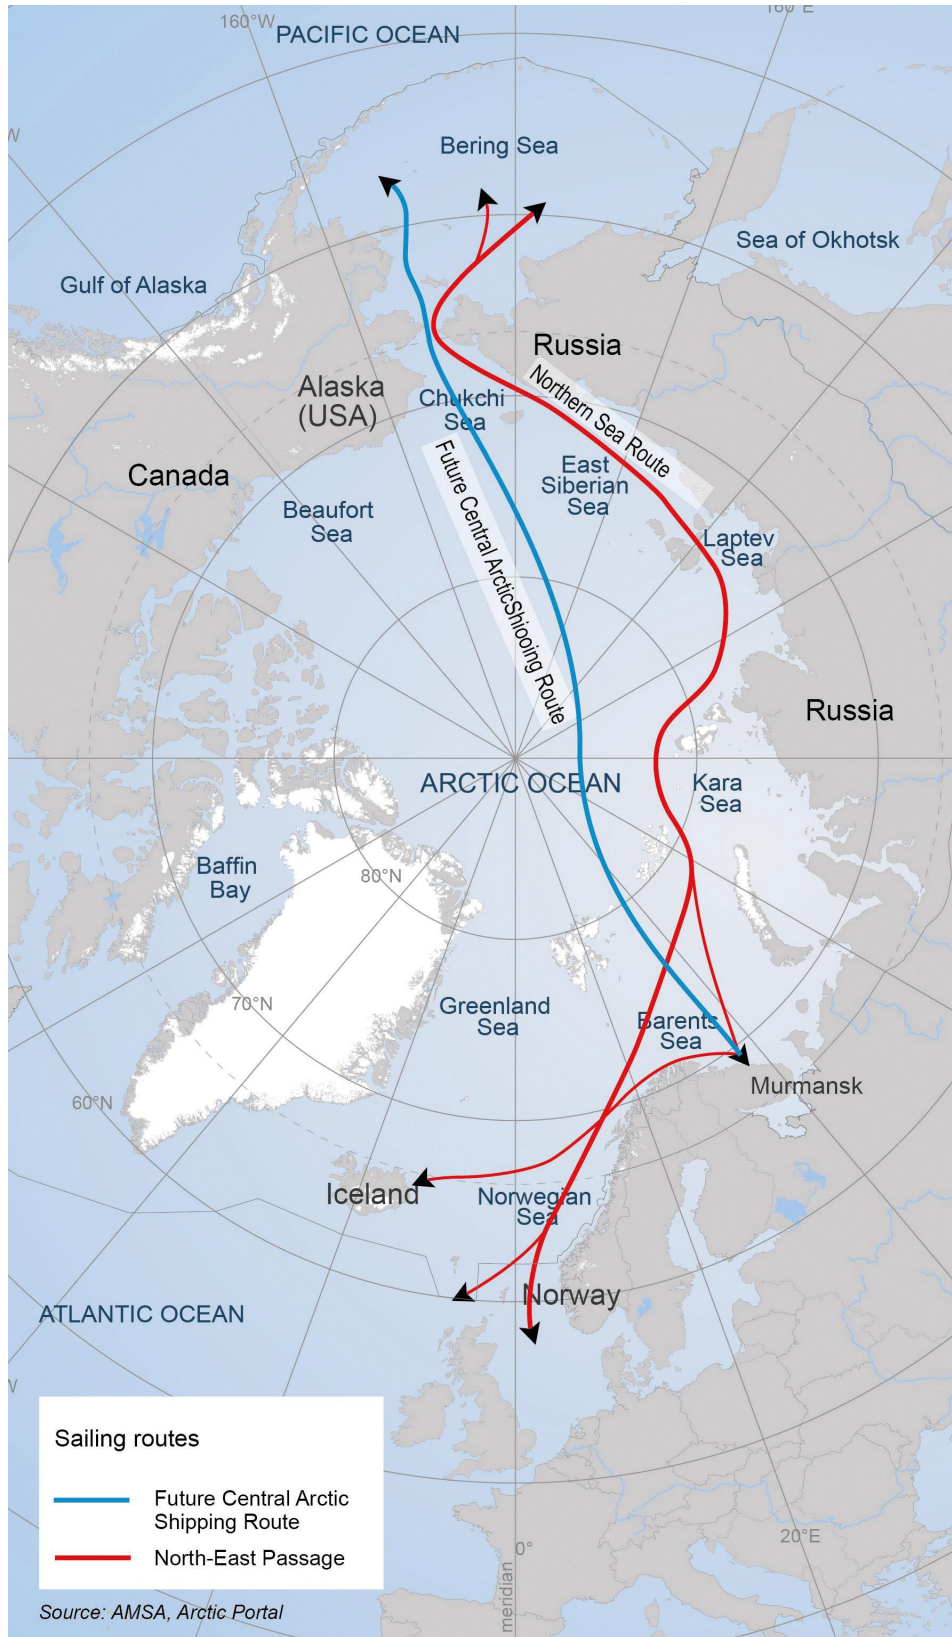 160°W
160°E
PACIFIC OCEAN
W
Bering Sea
Sea of Okhotsk
Gulf of Alaska
Russia
Northern Sea Route
Alaska
(USA)
Chukchi
Sea
Future Central ArcticShiooing Route
Canada
East
Siberian
Sea
Beaufort
Sea
Laptev
Sea
Russia
ARCTIC OCEAN
Kara
Sea
Baffin
Bay
80°N
70°N
Greenland
Sea
Barents
Sea
Murmansk
60°N
Iceland
Norwegian
Sea
Norway
ATLANTIC OCEAN
W
Sailing routes
Future Central Arctic
Shipping Route
North-East Passage
0°
meridian
20°E
Source: AMSA, Arctic Portal